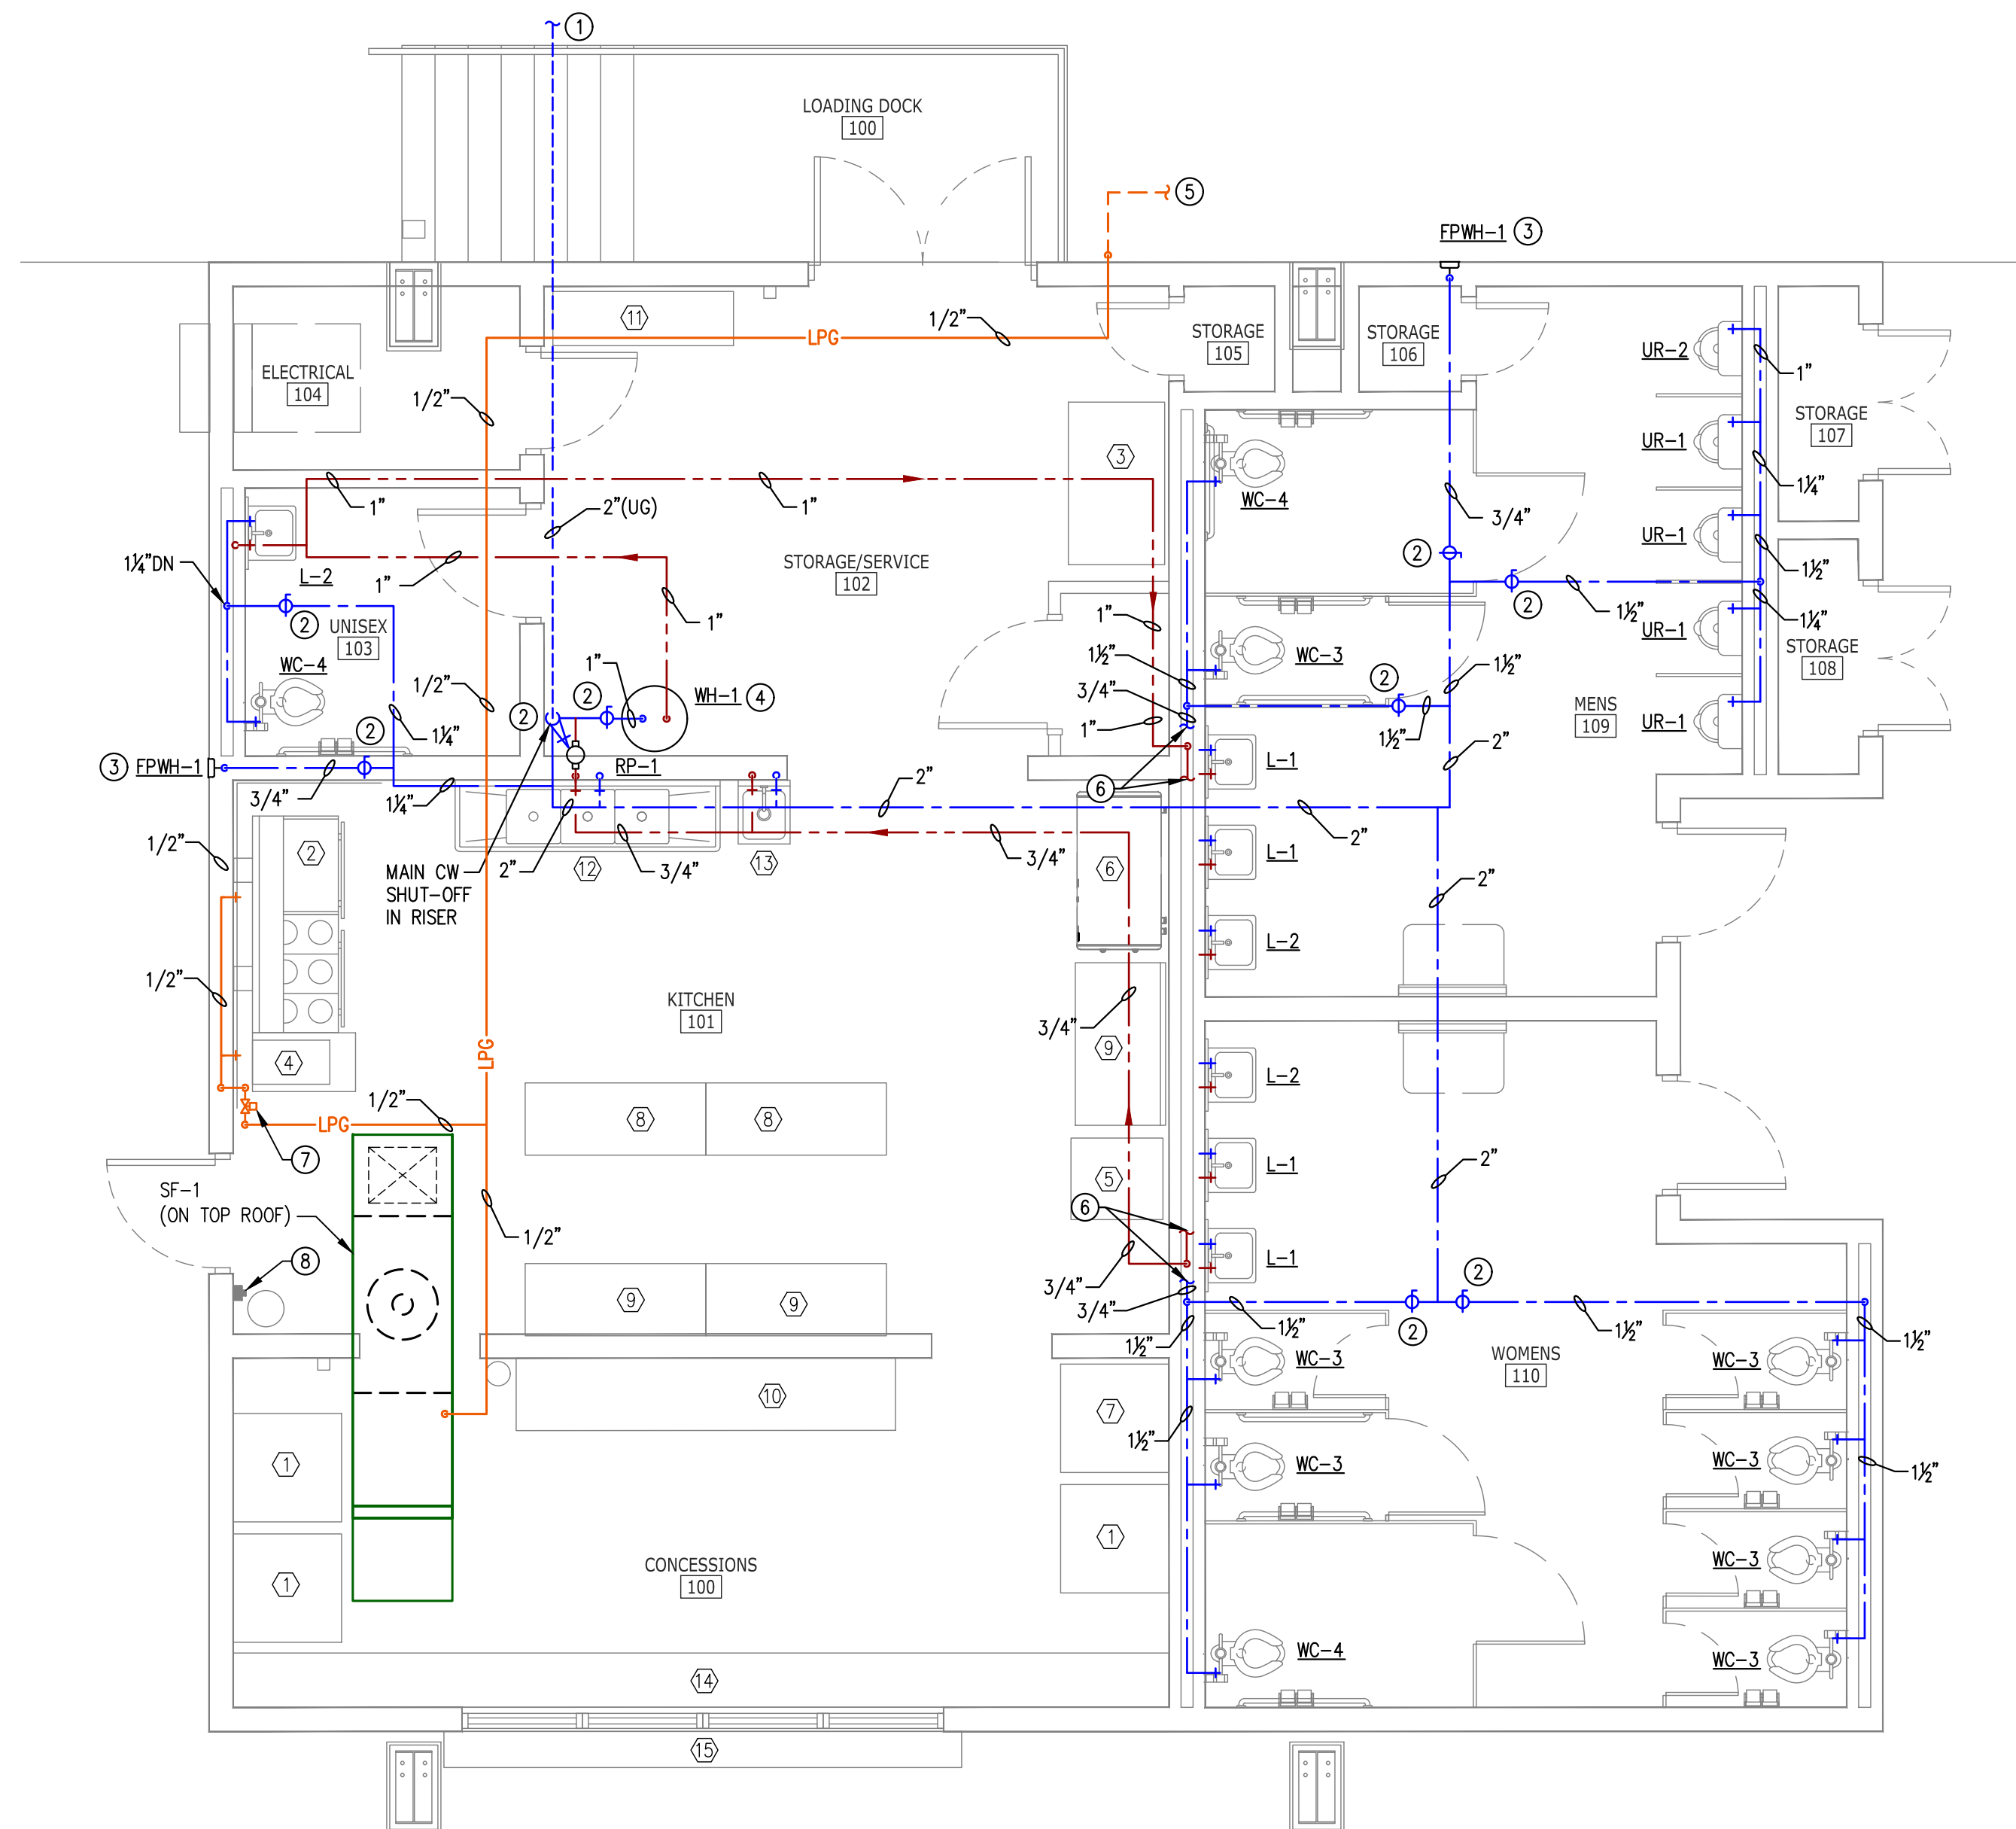 1
LOADING DOCK
100
5
FPWH-1 3
11
LPG
1/2"
STORAGE
105
STORAGE
106
UR-2
1"
ELECTRICAL
104
1/2"
3
UR-1
STORAGE
107
1"
1"
2"(UG)
WC-4
3/4"
1¼"
1¼"DN
L-2
1"
STORAGE/SERVICE
102
2
UR-1
1½"
2
UNISEX
103
1"
1"
2
1½"
UR-1
1¼"
WC-4
1/2"
1"
1½"
WC-3
1½"
STORAGE
108
2
2
2
WH-1 4
3/4"
1"
2
1½"
MENS
109
UR-1
2"
1¼"
3 FPWH-1
3/4"
RP-1
L-1
1¼"
2"
6
2"
1/2"
2
MAIN CW
SHUT-OFF
IN RISER
2"
12
3/4"
13
3/4"
6
L-1
2"
1/2"
KITCHEN
101
3/4"
L-2
LPG
4
9
L-2
1/2"
LPG
8
8
7
5
L-1
2"
SF-1
(ON TOP ROOF)
1/2"
6
8
3/4"
3/4"
L-1
2
9
9
1½"
1½"
2
1½"
1½"
WC-3
WOMENS
110
WC-3
10
7
1½"
1
WC-3
WC-3
1½"
1
CONCESSIONS
100
1
WC-3
WC-4
WC-3
14
15